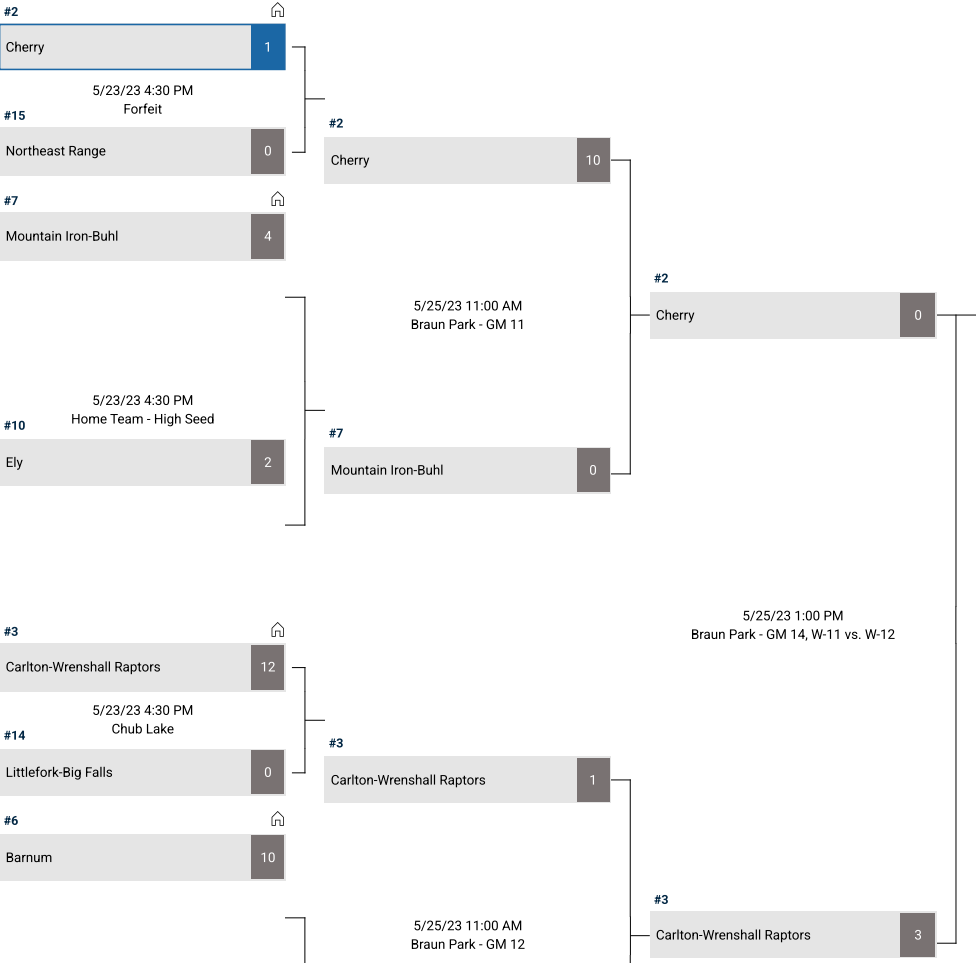 #2
Cherry
1
5/23/23 4:30 PM
Forfeit
#15
Northeast Range
0
#7
Mountain Iron-Buhl
4
5/23/23 4:30 PM
Home Team - High Seed
#10
Ely
2
#3
Carlton-Wrenshall Raptors
12
5/23/23 4:30 PM
Chub Lake
#14
Littlefork-Big Falls
0
#6
Barnum
10
#2
Cherry
10
5/25/23 11:00 AM
Braun Park - GM 11
#7
Mountain Iron-Buhl
0
#3
Carlton-Wrenshall Raptors
1
5/25/23 11:00 AM
Braun Park - GM 12
#2
Cherry
0
5/25/23 1:00 PM
Braun Park - GM 14, W-11 vs. W-12
#3
Carlton-Wrenshall Raptors
3